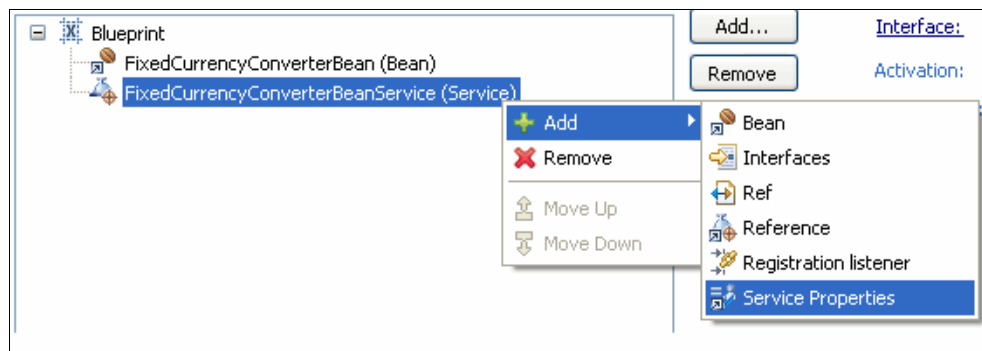 Blueprint
FixedCurrencyConverterBean (Bean)
FixedCurrencyConverterBeanService (Service)
Add...
Remove
Interface:
Activation:
Add
Remove
Move Up
Move Down
Bean
Interfaces
Ref
Reference
Registration listener
Service Properties